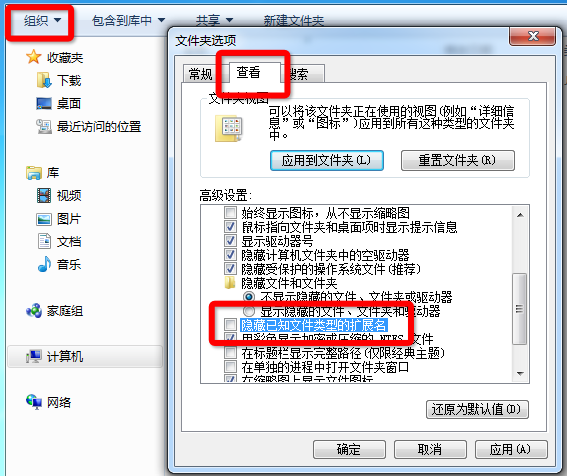 组织 包含到库中 共享 新建文件夹
收藏夹
下载
桌面
最近访问的位置
库
视频
图片
文档
音乐
家庭组
计算机
网络
文件夹选项
常规 查看 搜索
文件夹视图
可以将该文件夹正在使用的视图(例如“详细信
息”或“图标”)应用到所有这种类型的文件夹
中。
应用到文件夹(L) 重置文件夹(R)
高级设置:
始终显示图标，从不显示缩略图
鼠标指向文件夹和桌面项时显示提示信息
显示驱动器号
隐藏计算机文件夹中的空驱动器
隐藏受保护的操作系统文件(推荐)
隐藏文件和文件夹
不显示隐藏的文件、文件夹或驱动器
显示隐藏的文件、文件夹和驱动器
隐藏已知文件类型的扩展名
用彩色显示加密或压缩的 NTFS 文件
在标题栏显示完整路径(仅限经典主题)
在单独的进程中打开文件夹窗口
在缩略图上显示文件图标
还原为默认值(D)
确定 取消 应用(A)